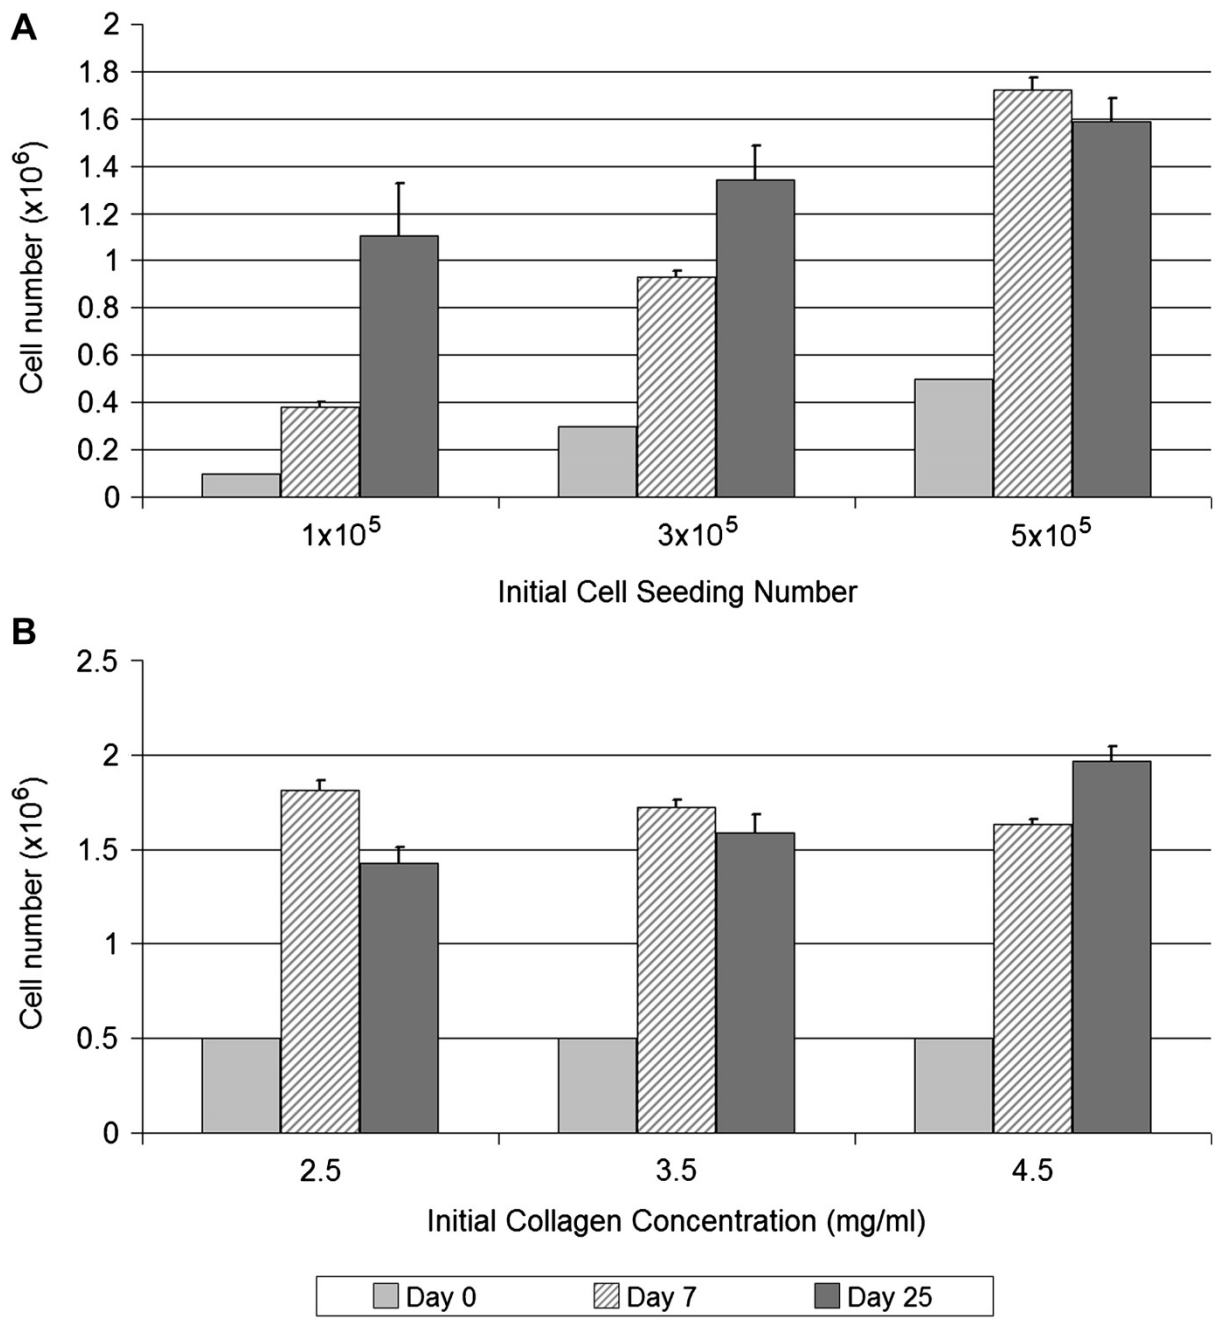 A
Cell number (x10⁶)
2
1.8
1.6
1.4
1.2
1
0.8
0.6
0.4
0.2
0
1x10⁵ 3x10⁵ 5x10⁵
Initial Cell Seeding Number
B
Cell number (x10⁶)
2.5
2
1.5
1
0.5
0
2.5 3.5 4.5
Initial Collagen Concentration (mg/ml)
Day 0 Day 7 Day 25